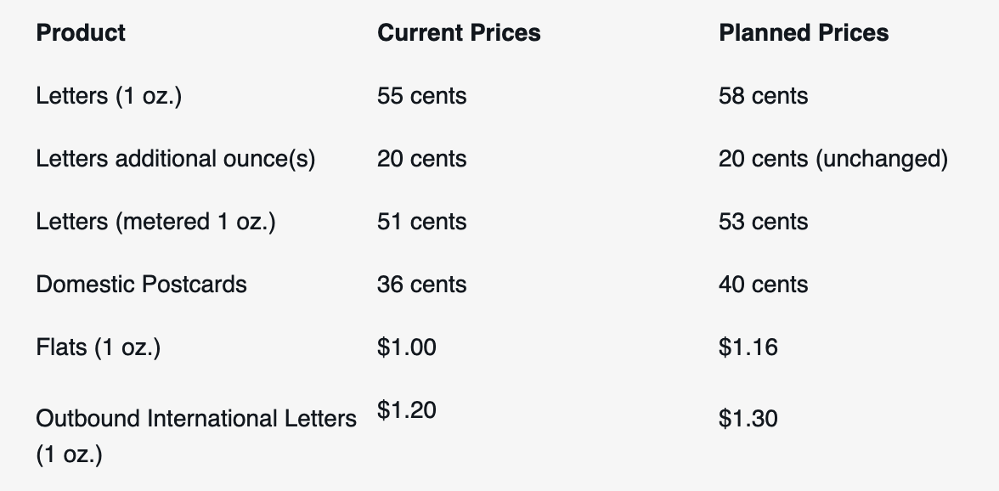 Product Current Prices Planned Prices
Letters (1 oz.) 55 cents 58 cents
Letters additional ounce(s) 20 cents 20 cents (unchanged)
Letters (metered 1 oz.) 51 cents 53 cents
Domestic Postcards 36 cents 40 cents
Flats (1 oz.) $1.00 $1.16
Outbound International Letters $1.20 $1.30
(1 oz.)